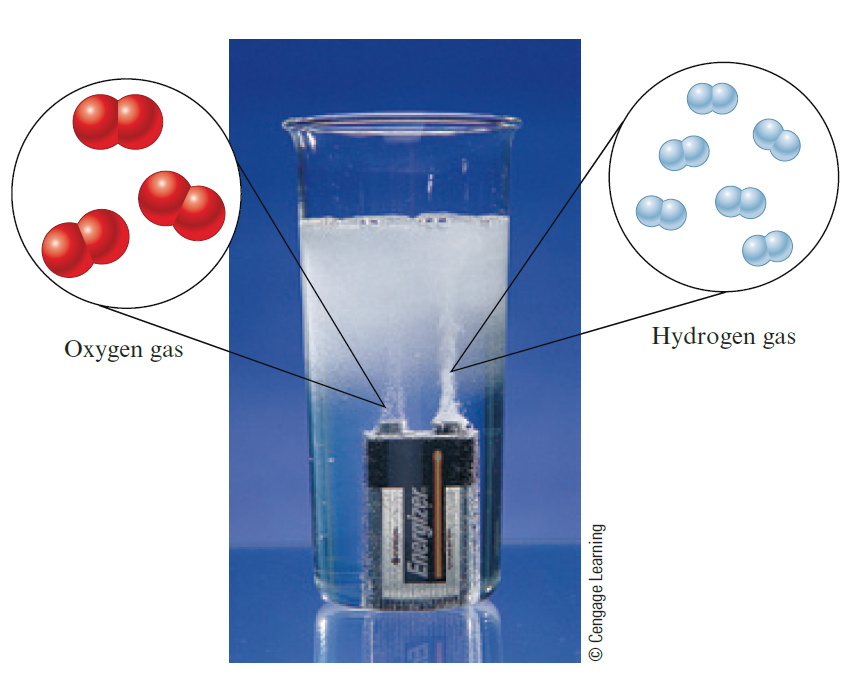 Oxygen gas
Hydrogen gas
Energizer
© Cengage Learning